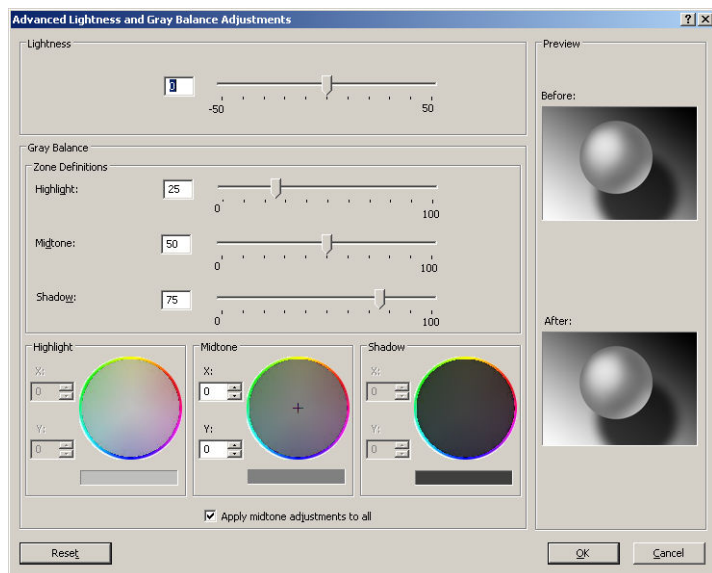 Advanced Lightness and Gray Balance Adjustments
Lightness
0
-50 50
Gray Balance
Zone Definitions
Highlight: 25
0 100
Midtone: 50
0 100
Shadow: 75
0 100
Highlight
X:
0
Y:
0
Midtone
X:
0
Y:
0
Shadow
X:
0
Y:
0
Apply midtone adjustments to all
Preview
Before:
After:
Reset OK Cancel